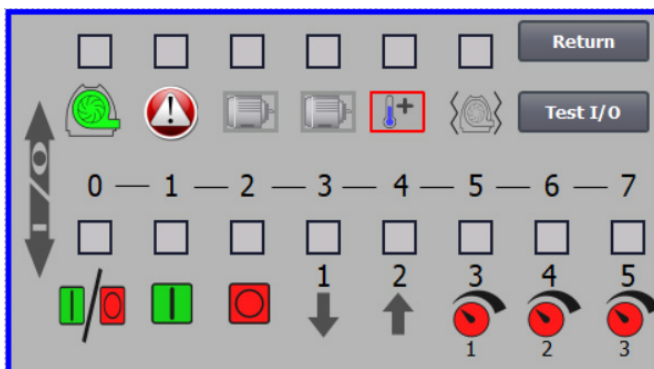 Return
Test I/O
I/O
0 — 1 — 2 — 3 — 4 — 5 — 6 — 7
1 2 3 4 5
1 2 3